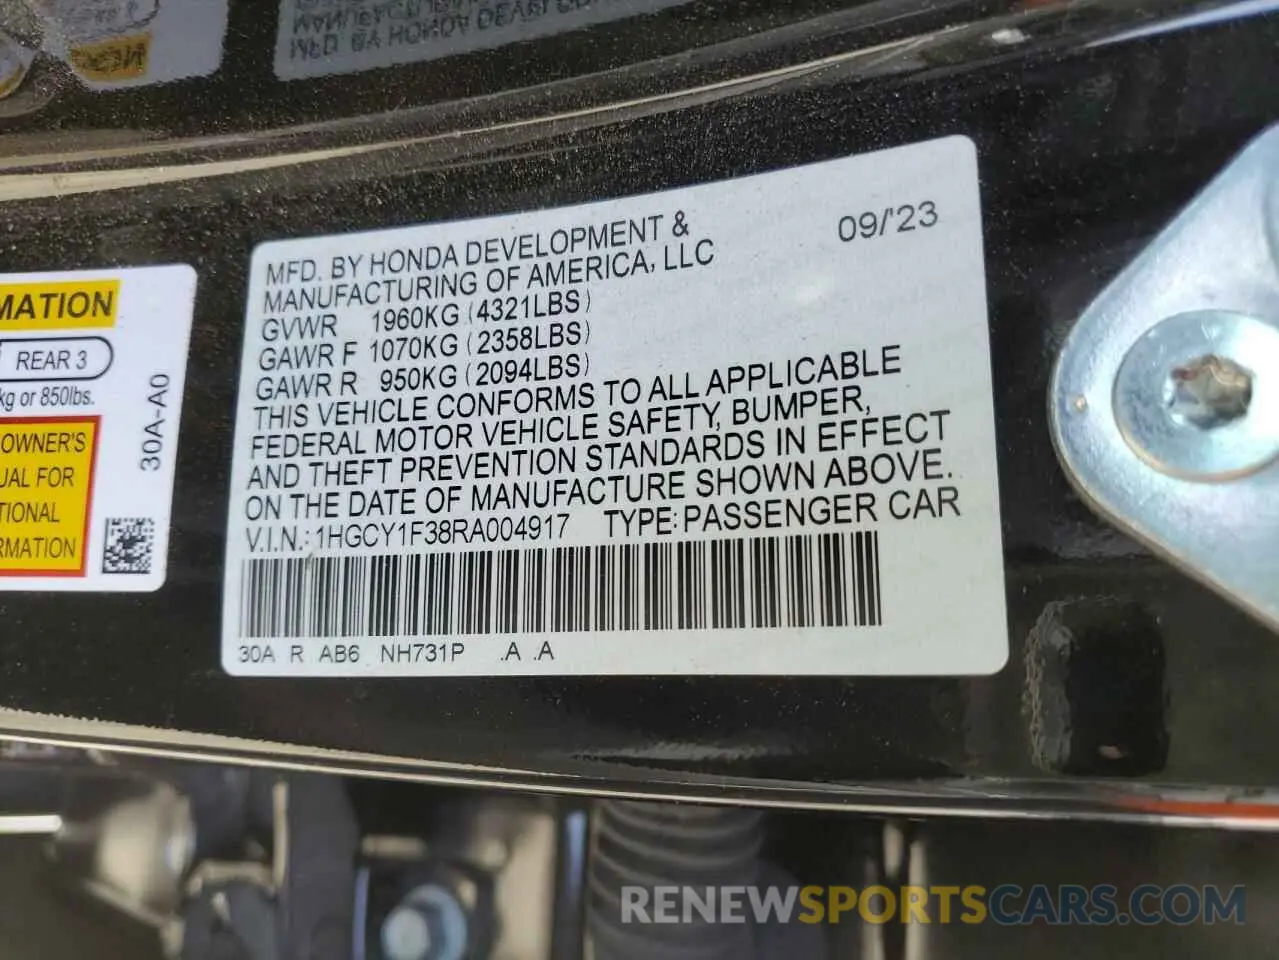 MFD. BY HONDA DEVELOPMENT &
MANUFACTURING OF AMERICA, LLC
09/'23
GVWR 1960KG (4321LBS)
GAWR F 1070KG (2358LBS)
GAWR R 950KG (2094LBS)
THIS VEHICLE CONFORMS TO ALL APPLICABLE
FEDERAL MOTOR VEHICLE SAFETY, BUMPER,
AND THEFT PREVENTION STANDARDS IN EFFECT
ON THE DATE OF MANUFACTURE SHOWN ABOVE.
V.I.N.: 1HGCY1F38RA004917 TYPE: PASSENGER CAR
30A R AB6 NH731P .A .A
MATION
REAR 3
kg or 850lbs.
OWNER'S
UAL FOR
TIONAL
RMATION
30A-A0
RENEWSPORTSCARS.COM